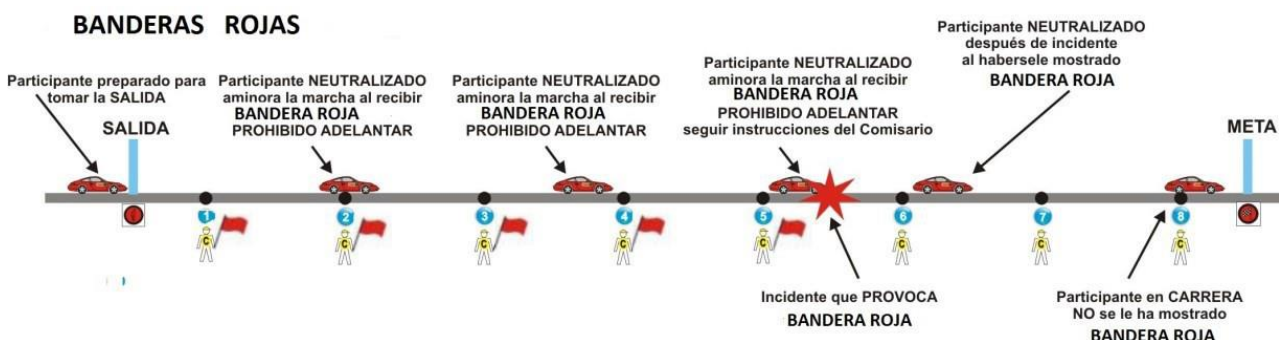 BANDERAS ROJAS
Participante preparado para
tomar la SALIDA
SALIDA
Participante NEUTRALIZADO
aminora la marcha al recibir
BANDERA ROJA
PROHIBIDO ADELANTAR
Participante NEUTRALIZADO
aminora la marcha al recibir
BANDERA ROJA
PROHIBIDO ADELANTAR
Participante NEUTRALIZADO
aminora la marcha al recibir
BANDERA ROJA
PROHIBIDO ADELANTAR
seguir instrucciones del Comisario
Participante NEUTRALIZADO
después de incidente
al habersele mostrado
BANDERA ROJA
META
1 2 3 4 5 6 7 8
C C C C C C C C
Incidente que PROVOCA
BANDERA ROJA
Participante en CARRERA
NO se le ha mostrado
BANDERA ROJA